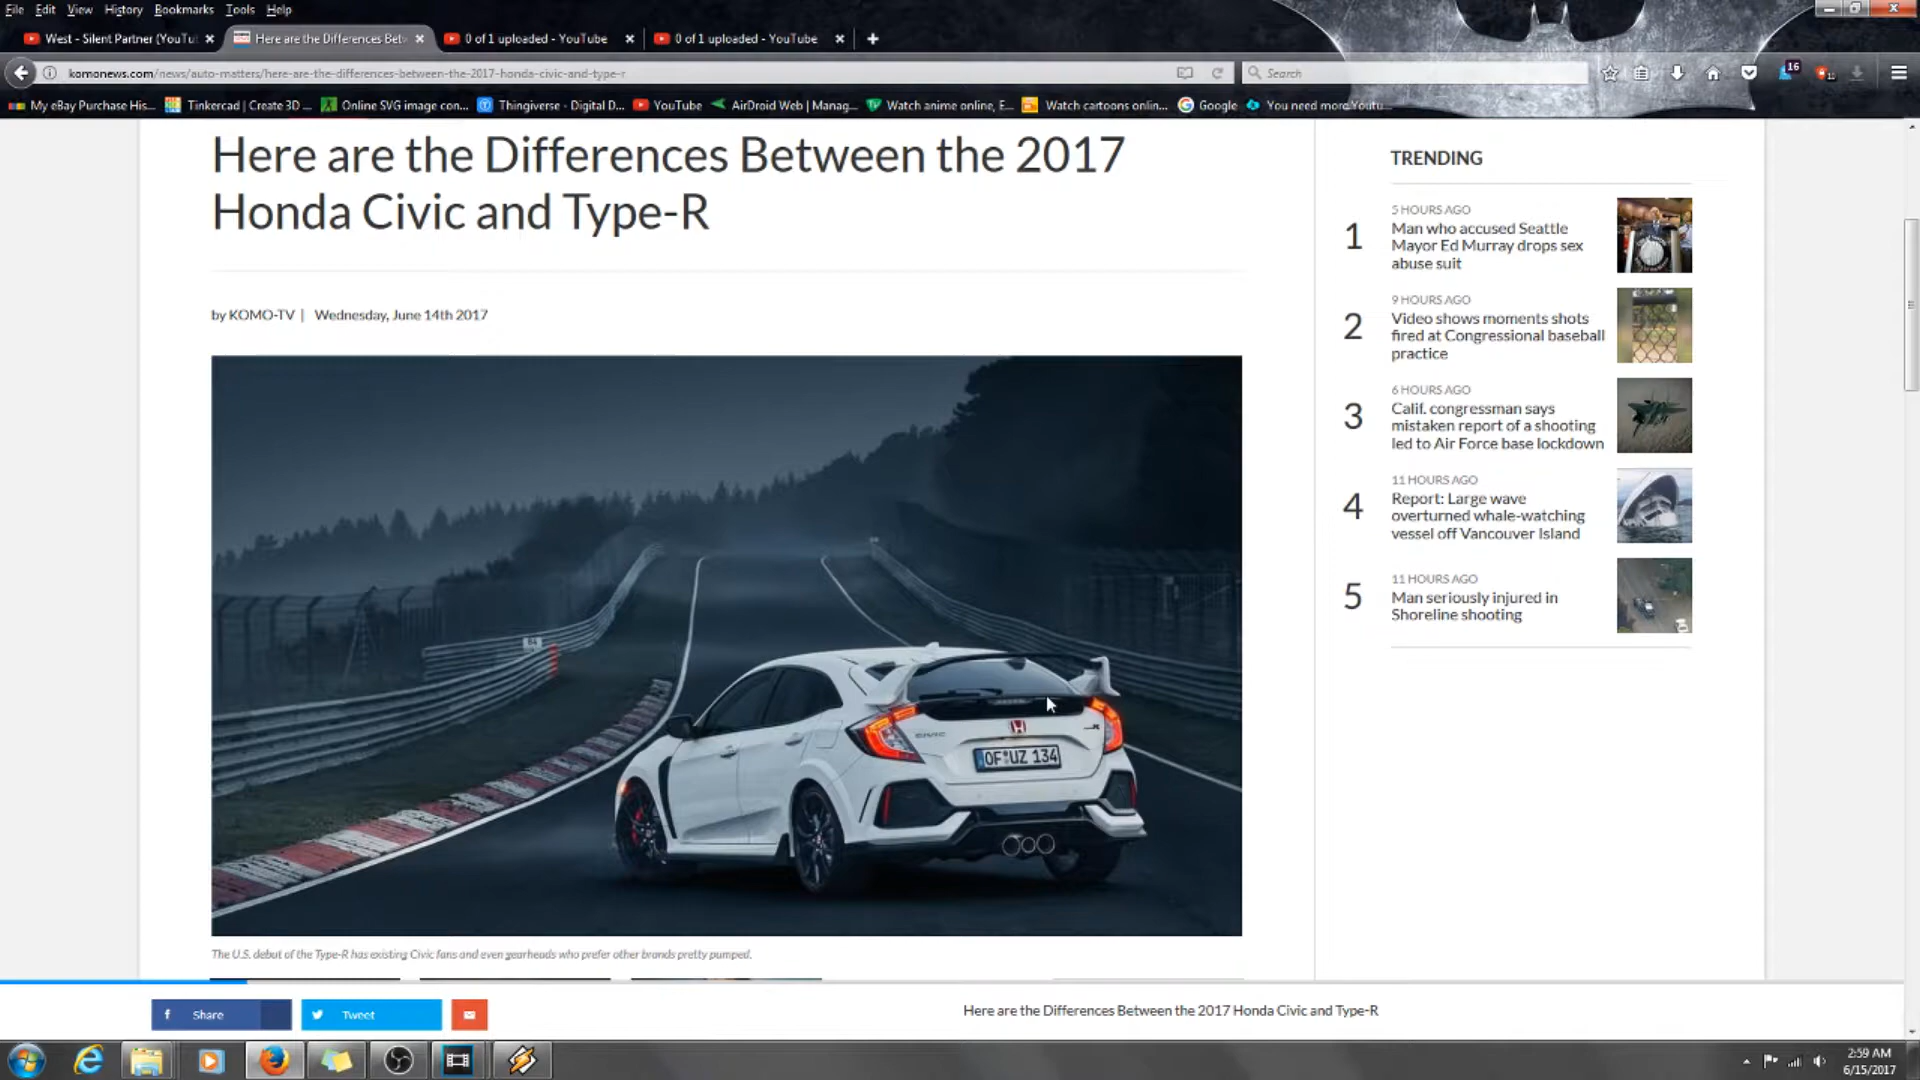 File Edit View History Bookmarks Tools Help
West - Silent Partner (YouTu
Here are the Differences Bet
0 of 1 uploaded - YouTube
0 of 1 uploaded - YouTube
komonews.com/news/auto-matters/here-are-the-differences-between-the-2017-honda-civic-and-type-r
Search
16
My eBay Purchase His... Tinkercad | Create 3D ... Online SVG image con... Thingiverse - Digital D... YouTube AirDroid Web | Manag... Watch anime online, E... Watch cartoons onlin... Google You need more Youtu...
Here are the Differences Between the 2017
Honda Civic and Type-R
by KOMO-TV | Wednesday, June 14th 2017
CIVIC
OF UZ 134
The U.S. debut of the Type-R has existing Civic fans and even gearheads who prefer other brands pretty pumped.
TRENDING
1
5 HOURS AGO
Man who accused Seattle
Mayor Ed Murray drops sex
abuse suit
2
9 HOURS AGO
Video shows moments shots
fired at Congressional baseball
practice
3
6 HOURS AGO
Calif. congressman says
mistaken report of a shooting
led to Air Force base lockdown
4
11 HOURS AGO
Report: Large wave
overturned whale-watching
vessel off Vancouver Island
5
11 HOURS AGO
Man seriously injured in
Shoreline shooting
Share
Tweet
Here are the Differences Between the 2017 Honda Civic and Type-R
2:59 AM
6/15/2017